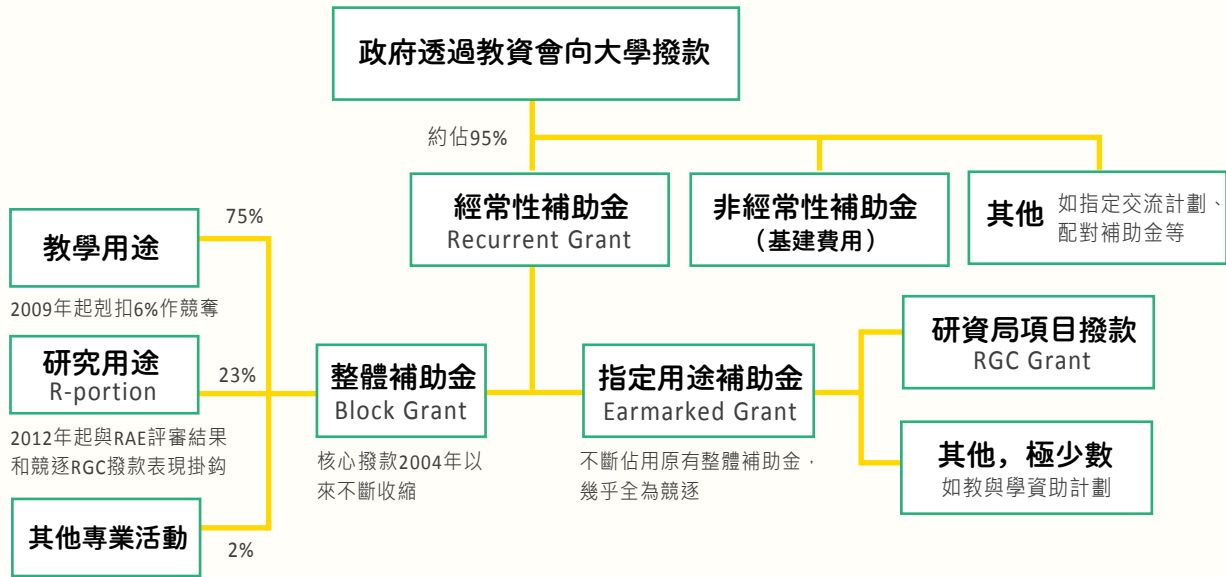 政府透過教資會向大學撥款
約佔95%
經常性補助金
Recurrent Grant
非經常性補助金
(基建費用)
其他
如指定交流計劃、
配對補助金等
75%
教學用途
2009年起剋扣6%作競奪
研究用途
R-portion
23%
2012年起與RAE評審結果
和競逐RGC撥款表現掛鈎
其他專業活動
2%
整體補助金
Block Grant
核心撥款2004年以
來不斷收縮
指定用途補助金
Earmarked Grant
不斷佔用原有整體補助金，
幾乎全為競逐
研資局項目撥款
RGC Grant
其他，極少數
如教與學資助計劃